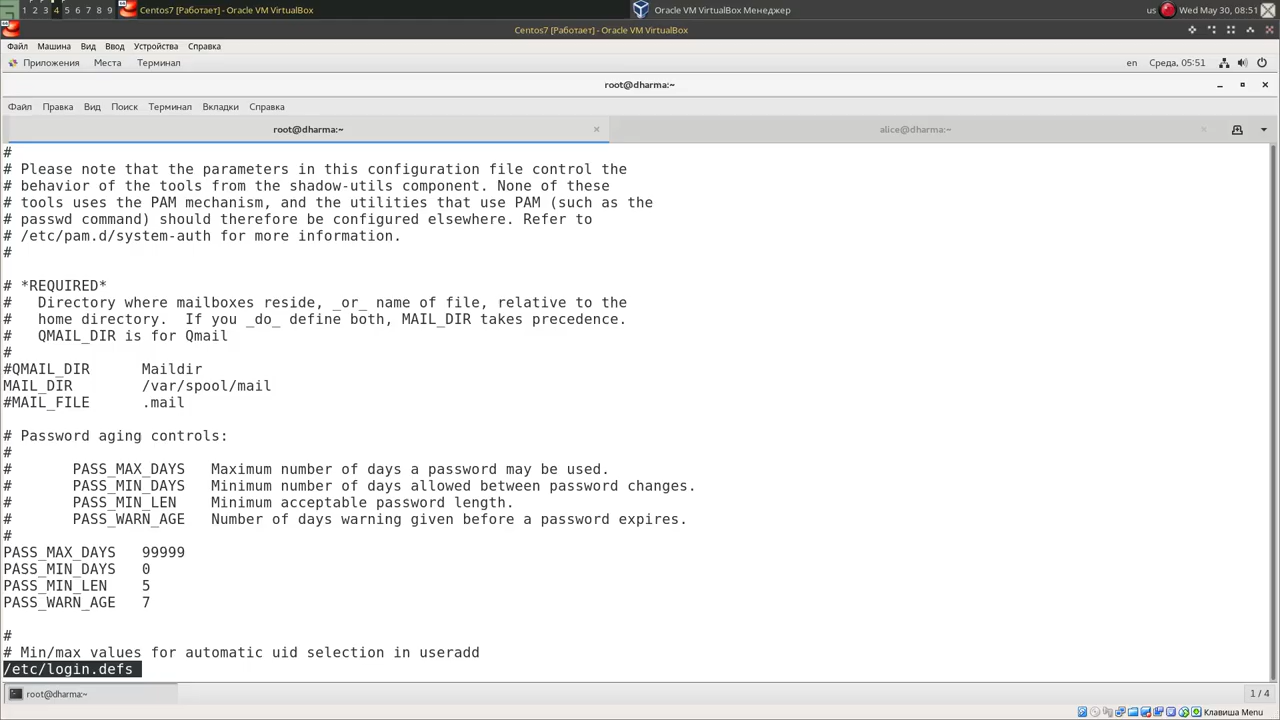 1 2 3 4 5 6 7 8 9 Centos7 [Работает] - Oracle VM VirtualBox Oracle VM VirtualBox Менеджер us Wed May 30, 08:51
Centos7 [Работает] - Oracle VM VirtualBox
Файл Машина Вид Ввод Устройства Справка
Приложения Места Терминал en Среда, 05:51
root@dharma:~
Файл Правка Вид Поиск Терминал Вкладки Справка
root@dharma:~ × alice@dharma:~ ×
#
# Please note that the parameters in this configuration file control the
# behavior of the tools from the shadow-utils component. None of these
# tools uses the PAM mechanism, and the utilities that use PAM (such as the
# passwd command) should therefore be configured elsewhere. Refer to
# /etc/pam.d/system-auth for more information.
#
# *REQUIRED*
#   Directory where mailboxes reside, _or_ name of file, relative to the
#   home directory.  If you _do_ define both, MAIL_DIR takes precedence.
#   QMAIL_DIR is for Qmail
#
#QMAIL_DIR      Maildir
MAIL_DIR        /var/spool/mail
#MAIL_FILE      .mail
# Password aging controls:
#
#       PASS_MAX_DAYS   Maximum number of days a password may be used.
#       PASS_MIN_DAYS   Minimum number of days allowed between password changes.
#       PASS_MIN_LEN    Minimum acceptable password length.
#       PASS_WARN_AGE   Number of days warning given before a password expires.
#
PASS_MAX_DAYS   99999
PASS_MIN_DAYS   0
PASS_MIN_LEN    5
PASS_WARN_AGE   7
#
# Min/max values for automatic uid selection in useradd
/etc/login.defs
root@dharma:~ 1 / 4
Клавиша Menu